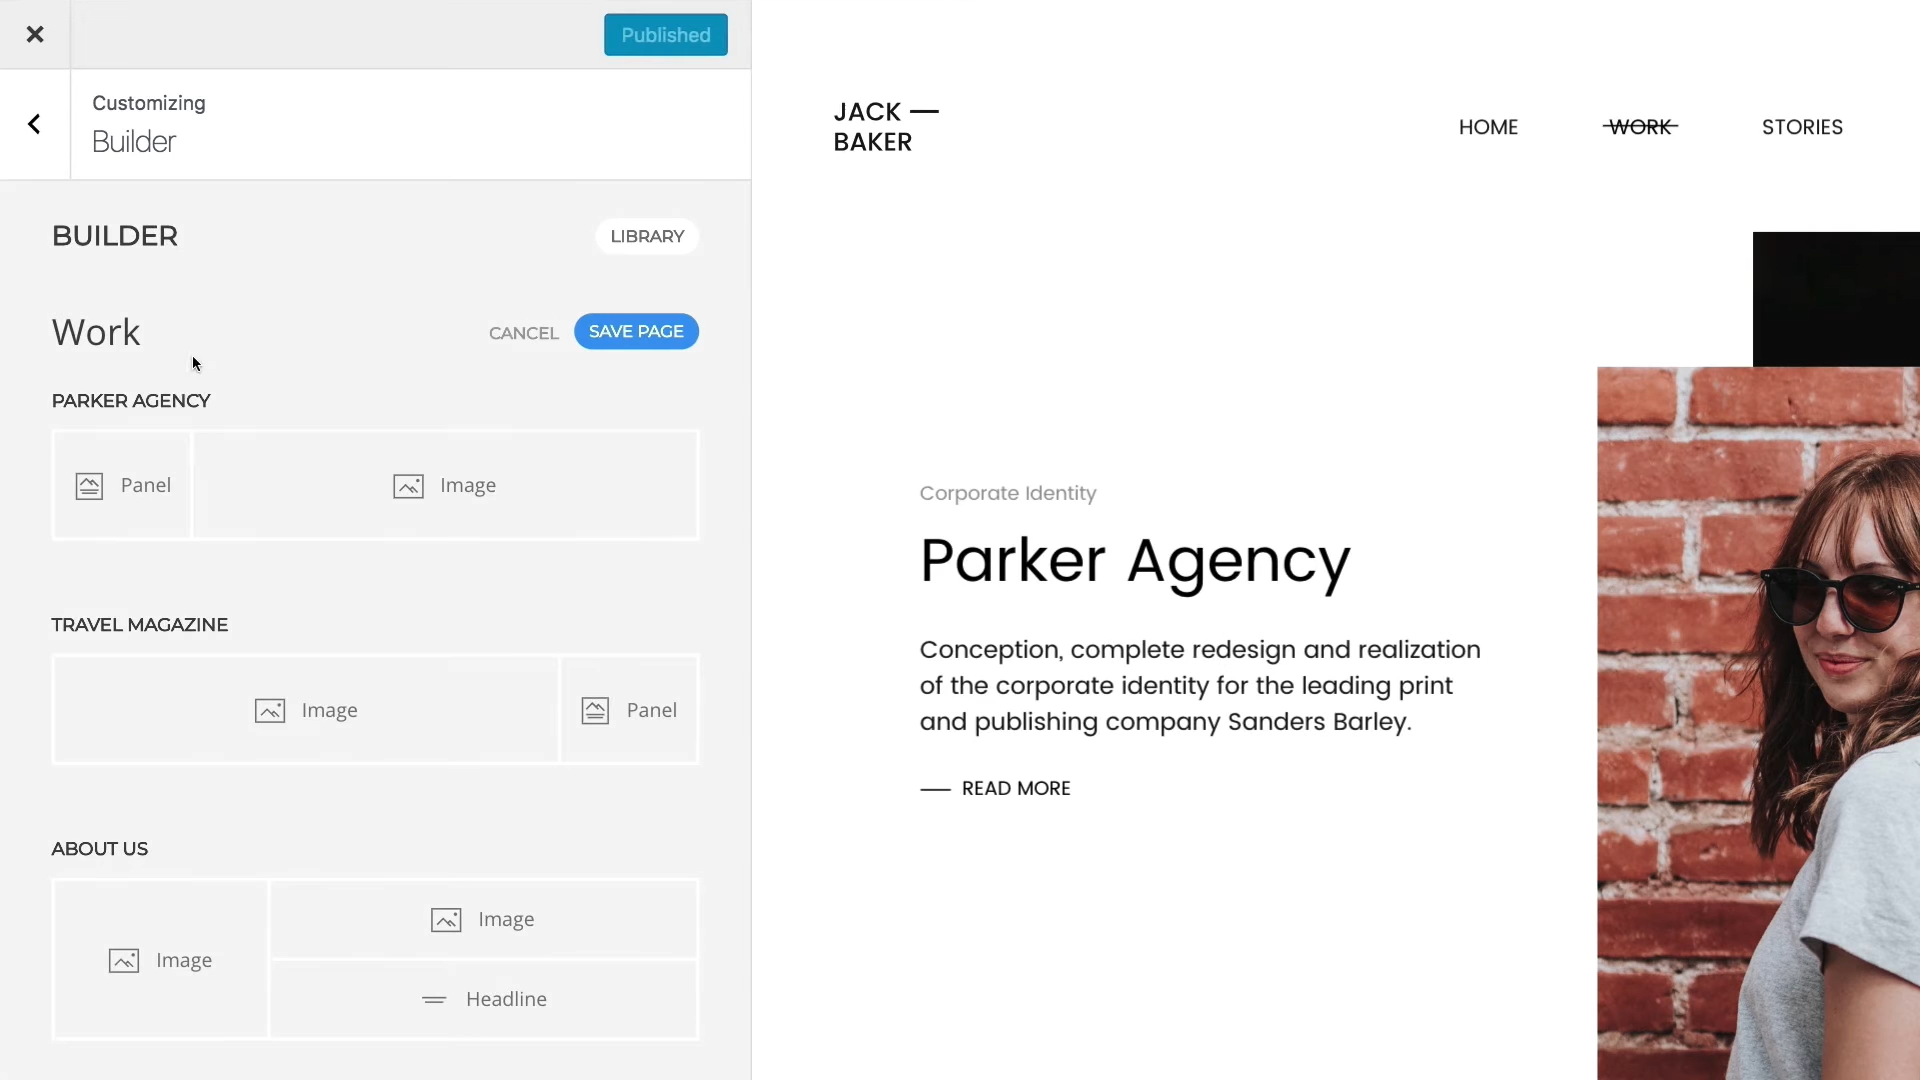 Published
Customizing
Builder
BUILDER
LIBRARY
Work
CANCEL
SAVE PAGE
PARKER AGENCY
Panel
Image
TRAVEL MAGAZINE
Image
Panel
ABOUT US
Image
Image
Headline
JACK —
BAKER
HOME
WORK
STORIES
Corporate Identity
Parker Agency
Conception, complete redesign and realization
of the corporate identity for the leading print
and publishing company Sanders Barley.
— READ MORE